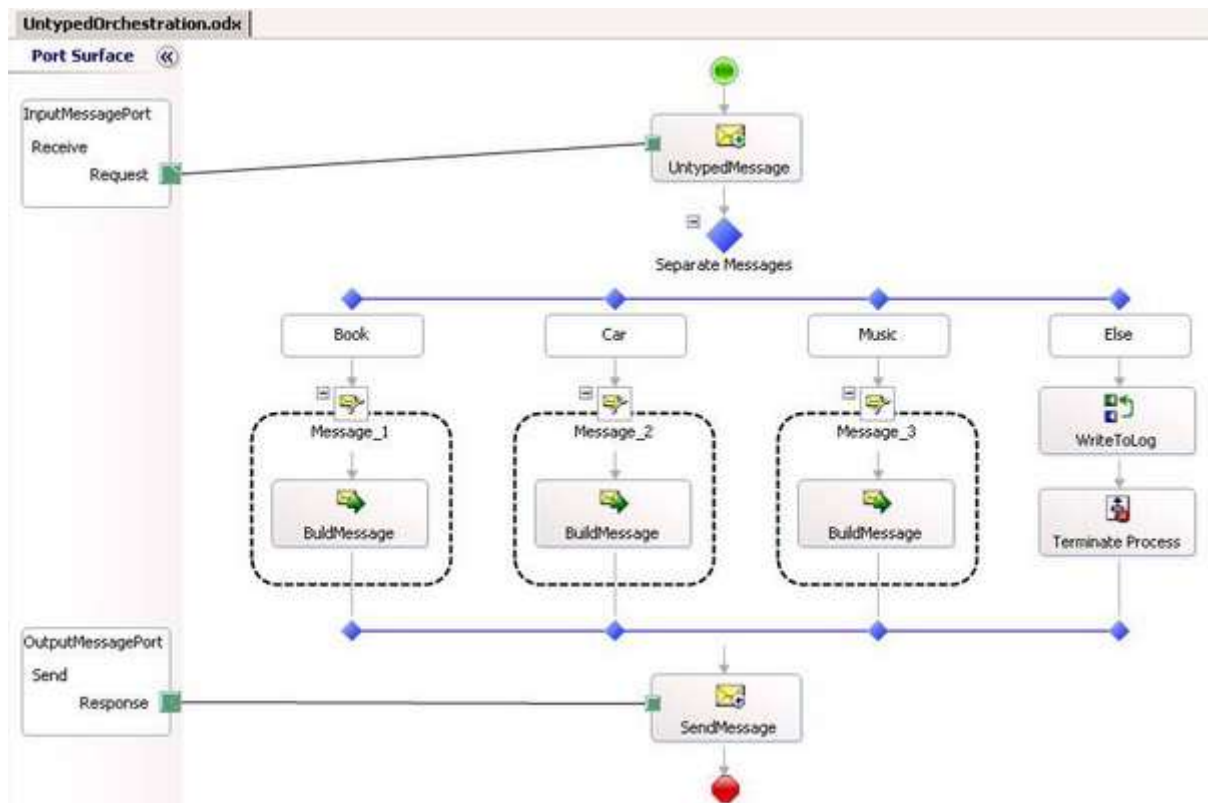 UntypedOrchestration.odx
Port Surface
InputMessagePort
Receive
Request
UntypedMessage
Separate Messages
Book
Car
Music
Else
Message_1
Message_2
Message_3
WriteToLog
BuldMessage
BuildMessage
BuildMessage
Terminate Process
OutputMessagePort
Send
Response
SendMessage